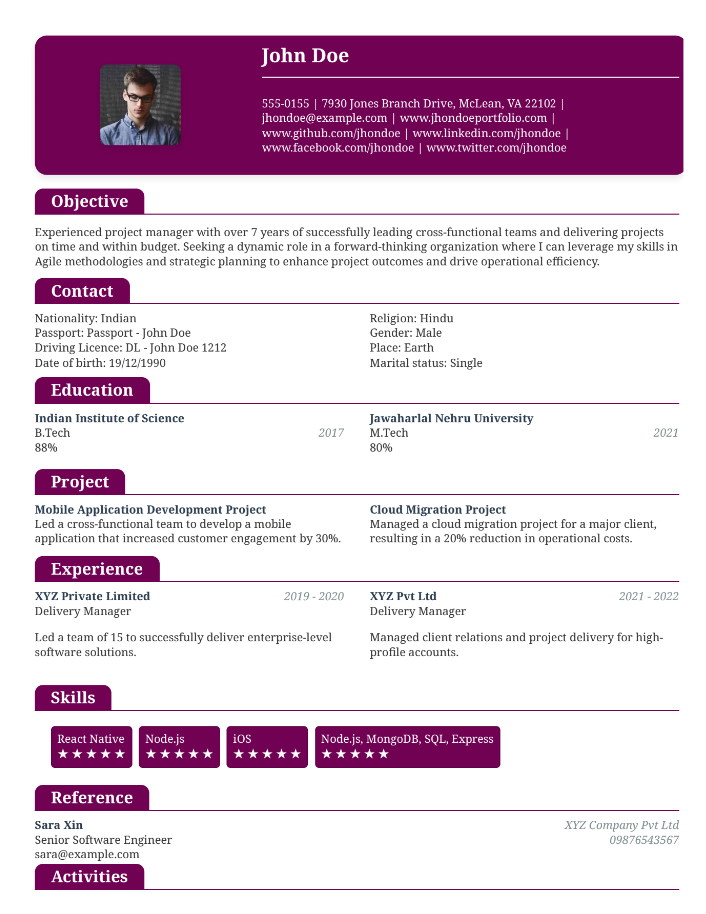 John Doe
555-0155 | 7930 Jones Branch Drive, McLean, VA 22102 |
jhondoe@example.com | www.jhondoeportfolio.com |
www.github.com/jhondoe | www.linkedin.com/jhondoe |
www.facebook.com/jhondoe | www.twitter.com/jhondoe
Objective
Experienced project manager with over 7 years of successfully leading cross-functional teams and delivering projects
on time and within budget. Seeking a dynamic role in a forward-thinking organization where I can leverage my skills in
Agile methodologies and strategic planning to enhance project outcomes and drive operational efficiency.
Contact
Nationality: Indian
Passport: Passport - John Doe
Driving Licence: DL - John Doe 1212
Date of birth: 19/12/1990
Religion: Hindu
Gender: Male
Place: Earth
Marital status: Single
Education
Indian Institute of Science
B.Tech 2017
88%
Jawaharlal Nehru University
M.Tech 2021
80%
Project
Mobile Application Development Project
Led a cross-functional team to develop a mobile
application that increased customer engagement by 30%.
Cloud Migration Project
Managed a cloud migration project for a major client,
resulting in a 20% reduction in operational costs.
Experience
XYZ Private Limited 2019 - 2020
Delivery Manager
Led a team of 15 to successfully deliver enterprise-level
software solutions.
XYZ Pvt Ltd 2021 - 2022
Delivery Manager
Managed client relations and project delivery for high-
profile accounts.
Skills
React Native
★★★★★
Node.js
★★★★★
iOS
★★★★★
Node.js, MongoDB, SQL, Express
★★★★★
Reference
Sara Xin XYZ Company Pvt Ltd
Senior Software Engineer 09876543567
sara@example.com
Activities